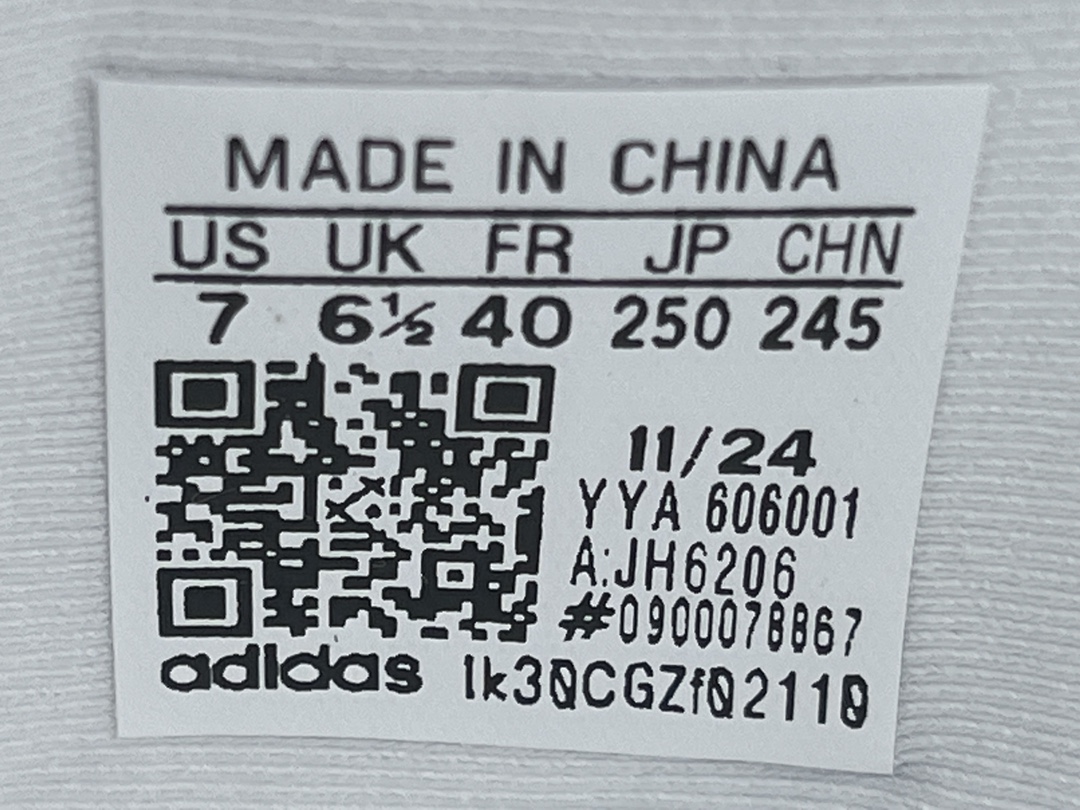 MADE IN CHINA
US UK FR JP CHN
7 6½ 40 250 245
11/24
YYA 606001
A:JH6206
#0900078867
adidas lk30CGZf02110